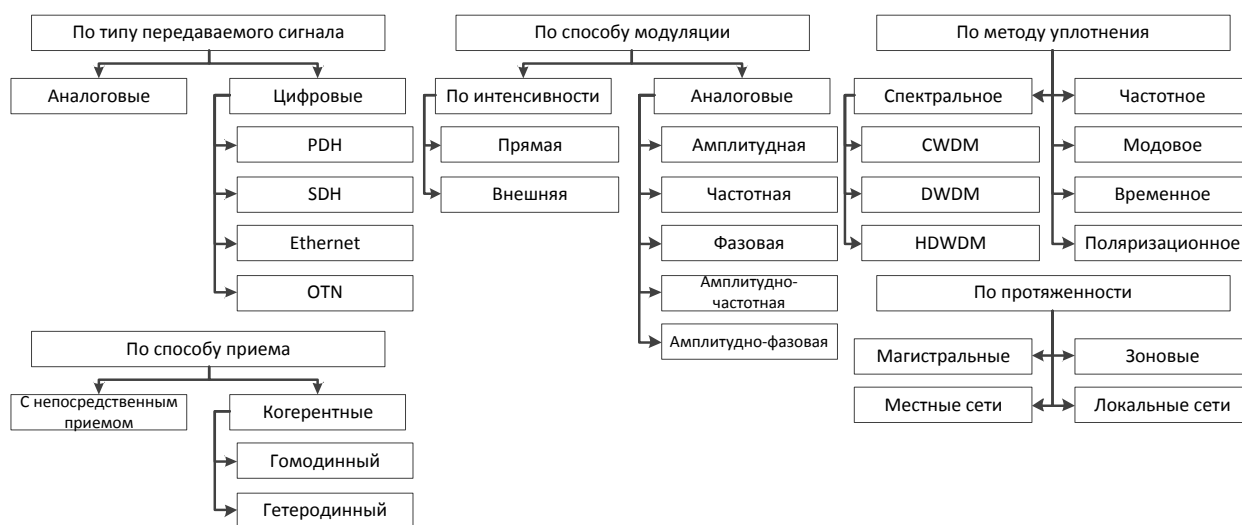 По типу передаваемого сигнала
Аналоговые
Цифровые
PDH
SDH
Ethernet
OTN
По способу приема
С непосредственным
приемом
Когерентные
Гомодинный
Гетеродинный
По способу модуляции
По интенсивности
Прямая
Внешняя
Аналоговые
Амплитудная
Частотная
Фазовая
Амплитудно-
частотная
Амплитудно-фазовая
По методу уплотнения
Спектральное
CWDM
DWDM
HDWDM
Частотное
Модовое
Временное
Поляризационное
По протяженности
Магистральные
Зоновые
Местные сети
Локальные сети